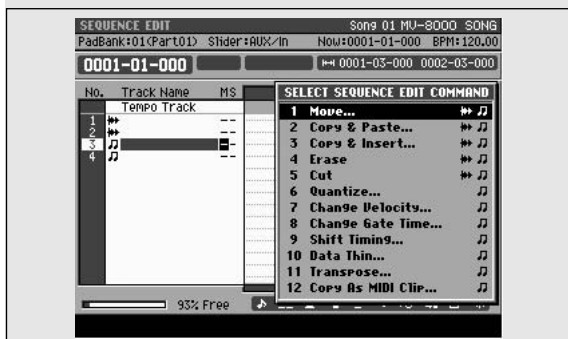 SEQUENCE EDIT Song 01 MV-8000 SONG
PadBank:01(Part01) Slider:AUX/In Now:0001-01-000 BPM:120.00
0001-01-000 0001-03-000 0002-03-000
No. Track Name MS
Tempo Track
1 --
2 --
3 -
4 --
SELECT SEQUENCE EDIT COMMAND
1 Move...
2 Copy & Paste...
3 Copy & Insert...
4 Erase
5 Cut
6 Quantize...
7 Change Velocity...
8 Change Gate Time...
9 Shift Timing...
10 Data Thin...
11 Transpose...
12 Copy As MIDI Clip...
93% Free